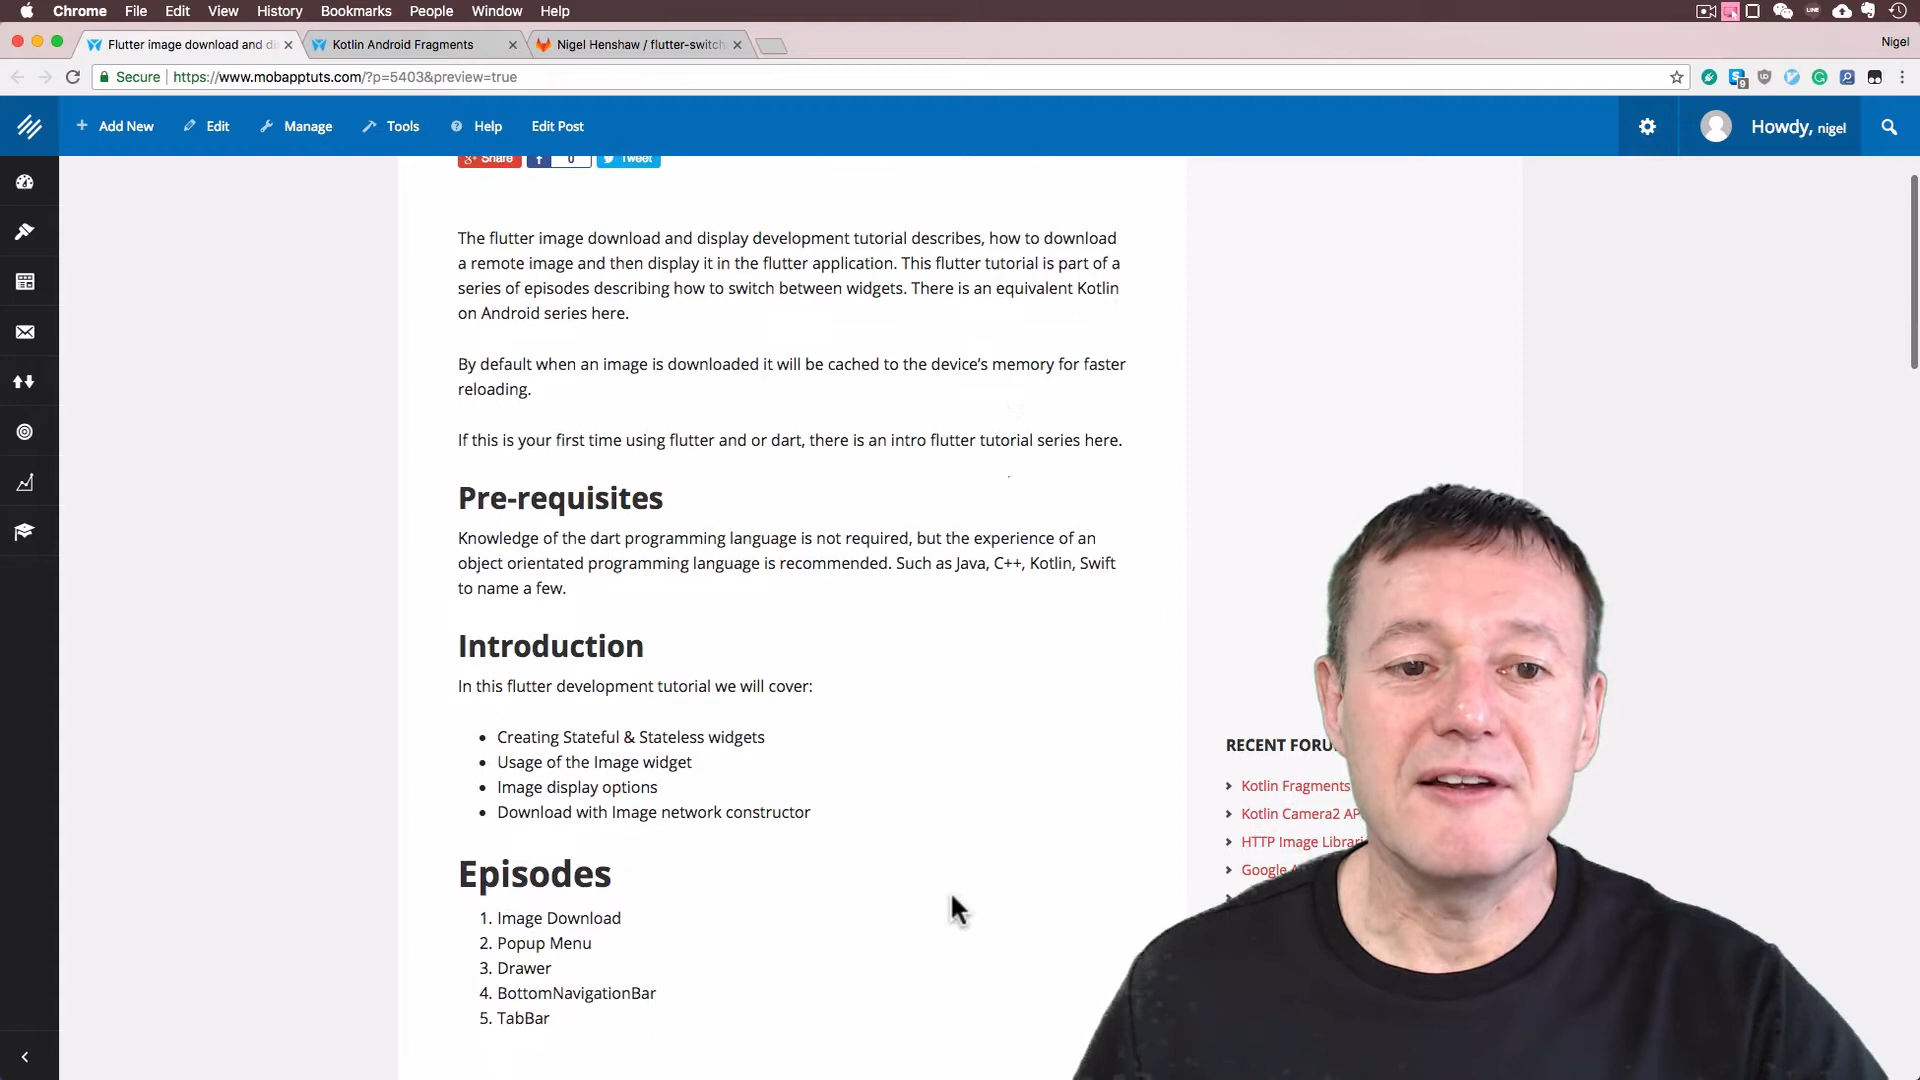 Chrome File Edit View History Bookmarks People Window Help
LINE
Flutter image download and di
Kotlin Android Fragments
Nigel Henshaw / flutter-switch
Nigel
Secure https://www.mobapptuts.com/?p=5403&preview=true
9
Add New Edit Manage Tools Help Edit Post Howdy, nigel
Share 0 Tweet
The flutter image download and display development tutorial describes, how to download
a remote image and then display it in the flutter application. This flutter tutorial is part of a
series of episodes describing how to switch between widgets. There is an equivalent Kotlin
on Android series here.
By default when an image is downloaded it will be cached to the device’s memory for faster
reloading.
If this is your first time using flutter and or dart, there is an intro flutter tutorial series here.
Pre-requisites
Knowledge of the dart programming language is not required, but the experience of an
object orientated programming language is recommended. Such as Java, C++, Kotlin, Swift
to name a few.
Introduction
In this flutter development tutorial we will cover:
Creating Stateful & Stateless widgets
Usage of the Image widget
Image display options
Download with Image network constructor
Episodes
1. Image Download
2. Popup Menu
3. Drawer
4. BottomNavigationBar
5. TabBar
RECENT FORU
Kotlin Fragments
Kotlin Camera2 AP
HTTP Image Librari
Google